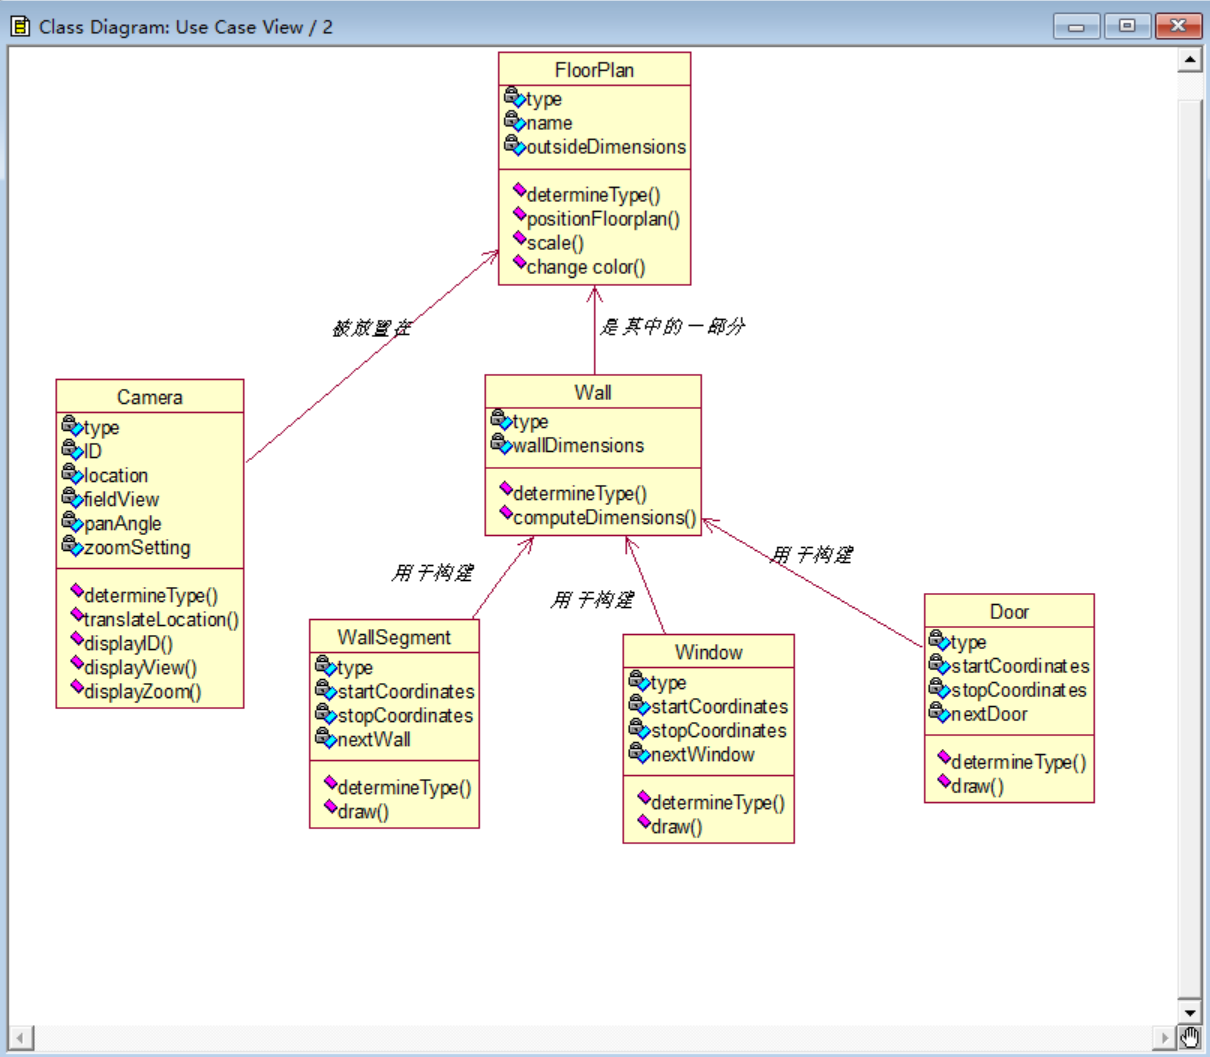 Class Diagram: Use Case View / 2
FloorPlan
type
name
outsideDimensions
determineType()
positionFloorplan()
scale()
change color()
被放置在
是其中的一部分
Camera
type
ID
location
fieldView
panAngle
zoomSetting
determineType()
translateLocation()
displayID()
displayView()
displayZoom()
Wall
type
wallDimensions
determineType()
computeDimensions()
用于构建
用于构建
用于构建
WallSegment
type
startCoordinates
stopCoordinates
nextWall
determineType()
draw()
Window
type
startCoordinates
stopCoordinates
nextWindow
determineType()
draw()
Door
type
startCoordinates
stopCoordinates
nextDoor
determineType()
draw()